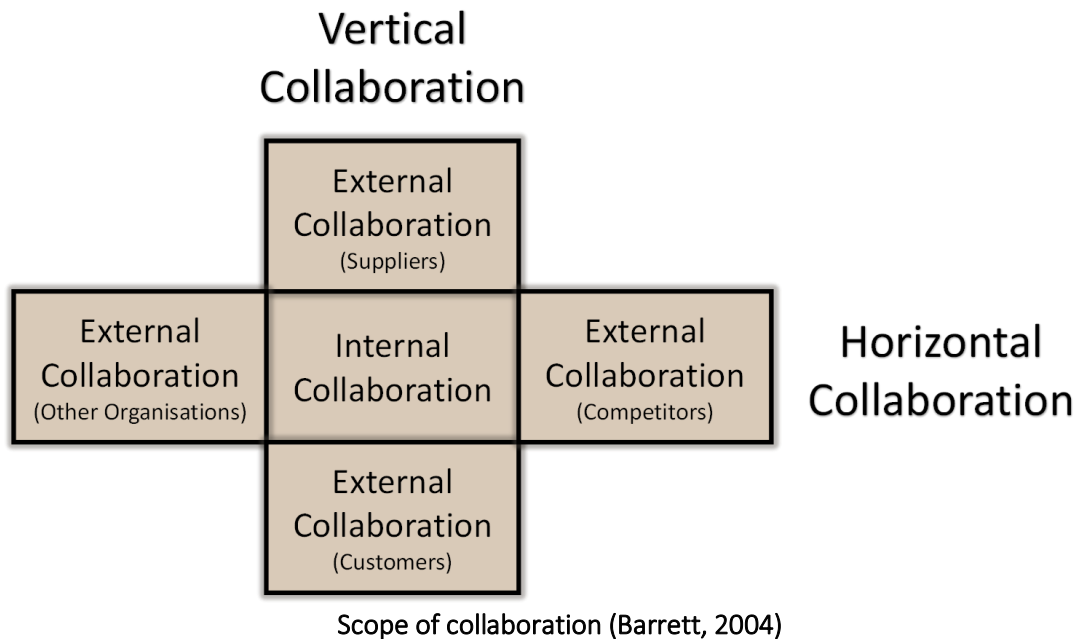 Vertical
Collaboration
External
Collaboration
(Suppliers)
External
Collaboration
(Other Organisations)
Internal
Collaboration
External
Collaboration
(Competitors)
Horizontal
Collaboration
External
Collaboration
(Customers)
Scope of collaboration (Barrett, 2004)